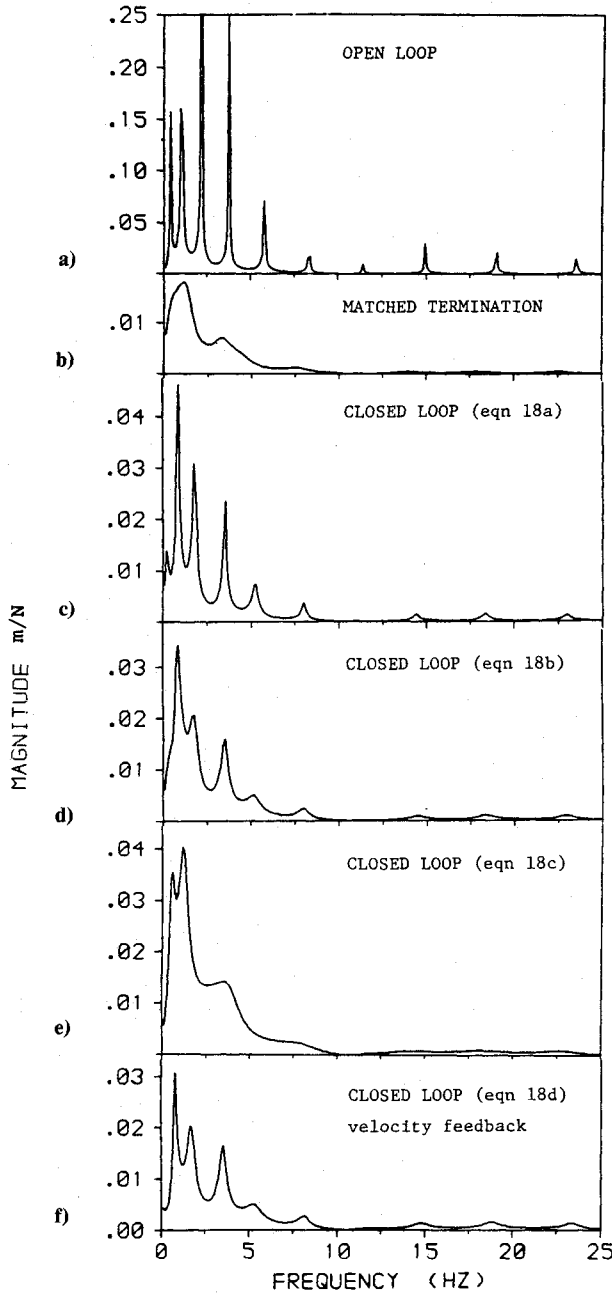 .25
OPEN LOOP
.20
.15
.10
.05
a)
MATCHED TERMINATION
.01
b)
CLOSED LOOP (eqn 18a)
.04
.03
.02
.01
c)
CLOSED LOOP (eqn 18b)
.03
.02
.01
d)
CLOSED LOOP (eqn 18c)
.04
.03
.02
.01
e)
CLOSED LOOP (eqn 18d)
velocity feedback
.03
.02
.01
f)
.00
0 5 10 15 20 25
FREQUENCY (HZ)
MAGNITUDE m/N